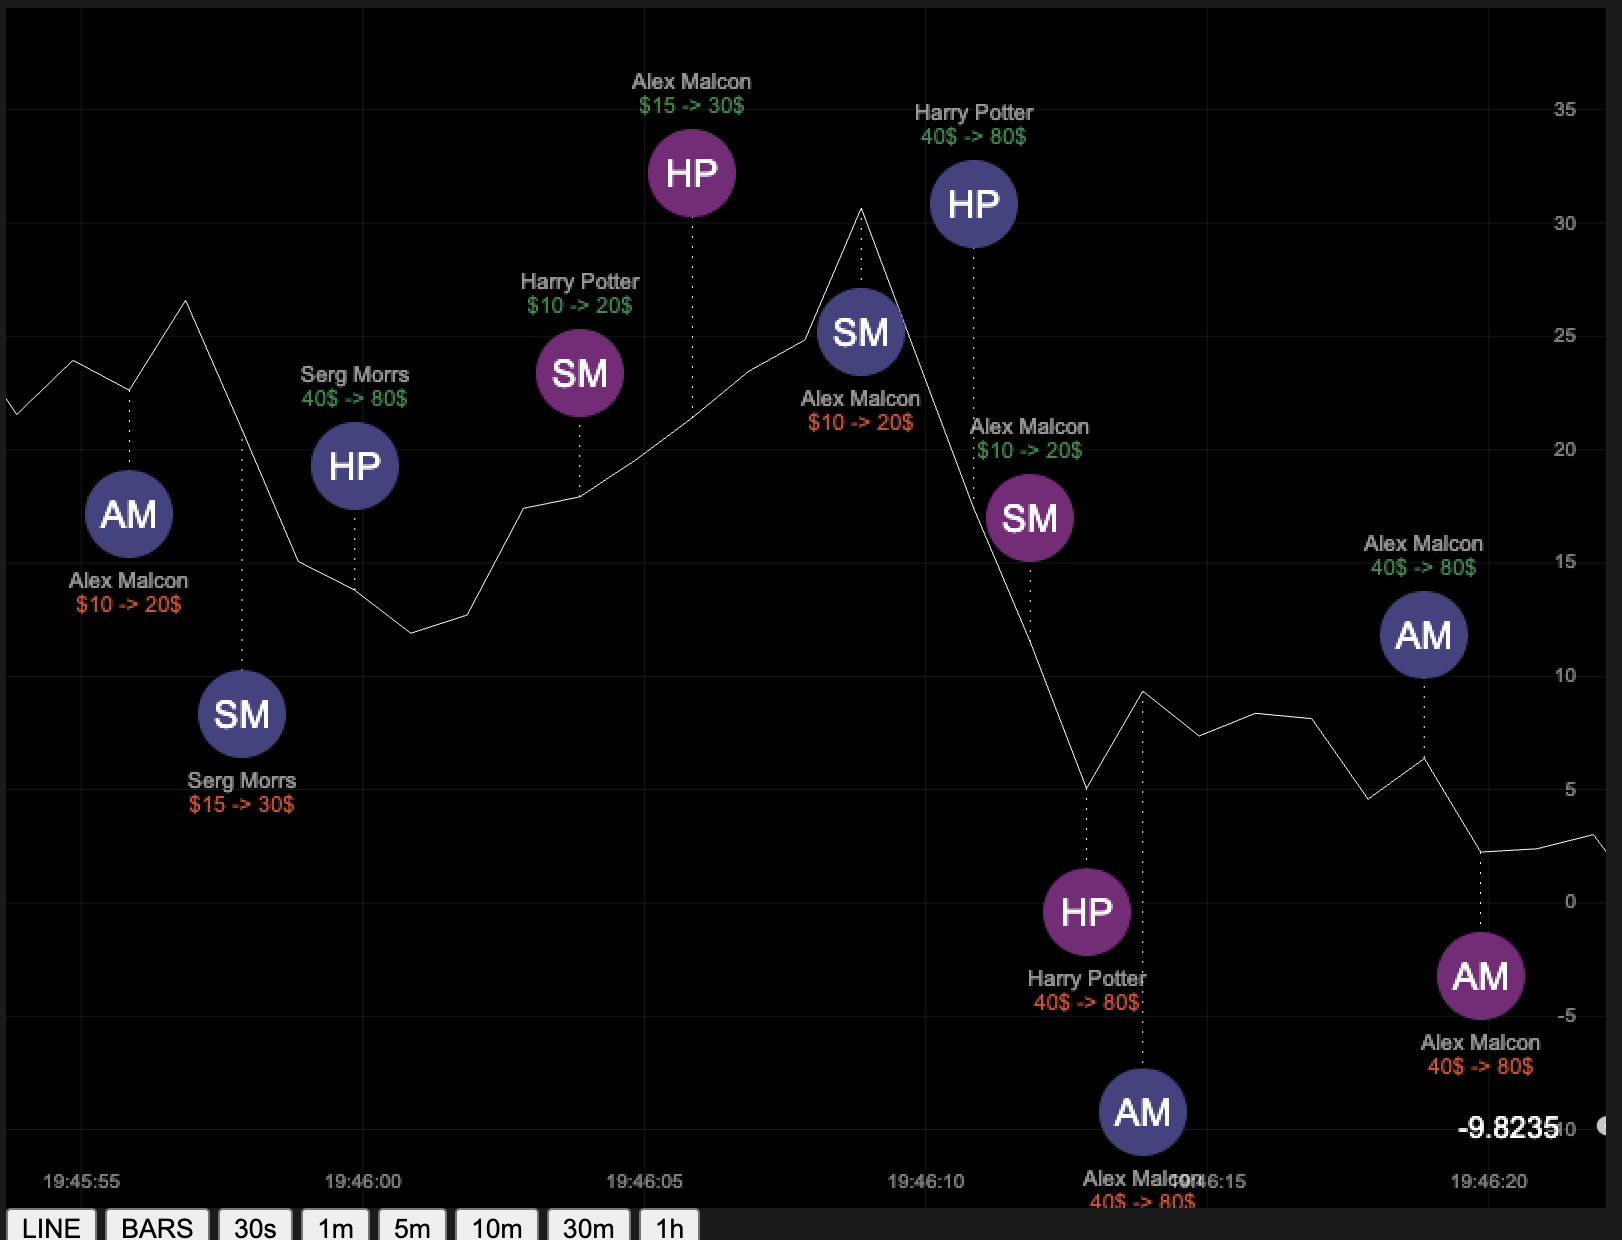 Alex Malcon
$15 -> 30$
HP
Harry Potter
40$ -> 80$
HP
Harry Potter
$10 -> 20$
SM
SM
Alex Malcon
$10 -> 20$
Serg Morrs
40$ -> 80$
HP
Alex Malcon
$10 -> 20$
SM
AM
Alex Malcon
$10 -> 20$
SM
Serg Morrs
$15 -> 30$
Alex Malcon
40$ -> 80$
AM
HP
Harry Potter
40$ -> 80$
AM
Alex Malcon
40$ -> 80$
AM
Alex Malcon
40$ -> 80$
35
30
25
20
15
10
5
0
-5
-10
-9.8235
19:45:55
19:46:00
19:46:05
19:46:10
19:46:15
19:46:20
LINE
BARS
30s
1m
5m
10m
30m
1h